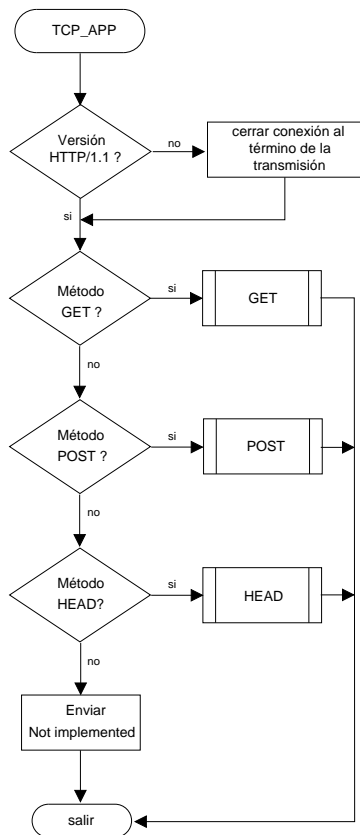 TCP_APP
Versión
HTTP/1.1 ?
no
cerrar conexión al
término de la
transmisión
si
Método
GET ?
si
GET
no
Método
POST ?
si
POST
no
Método
HEAD?
si
HEAD
no
Enviar
Not implemented
salir